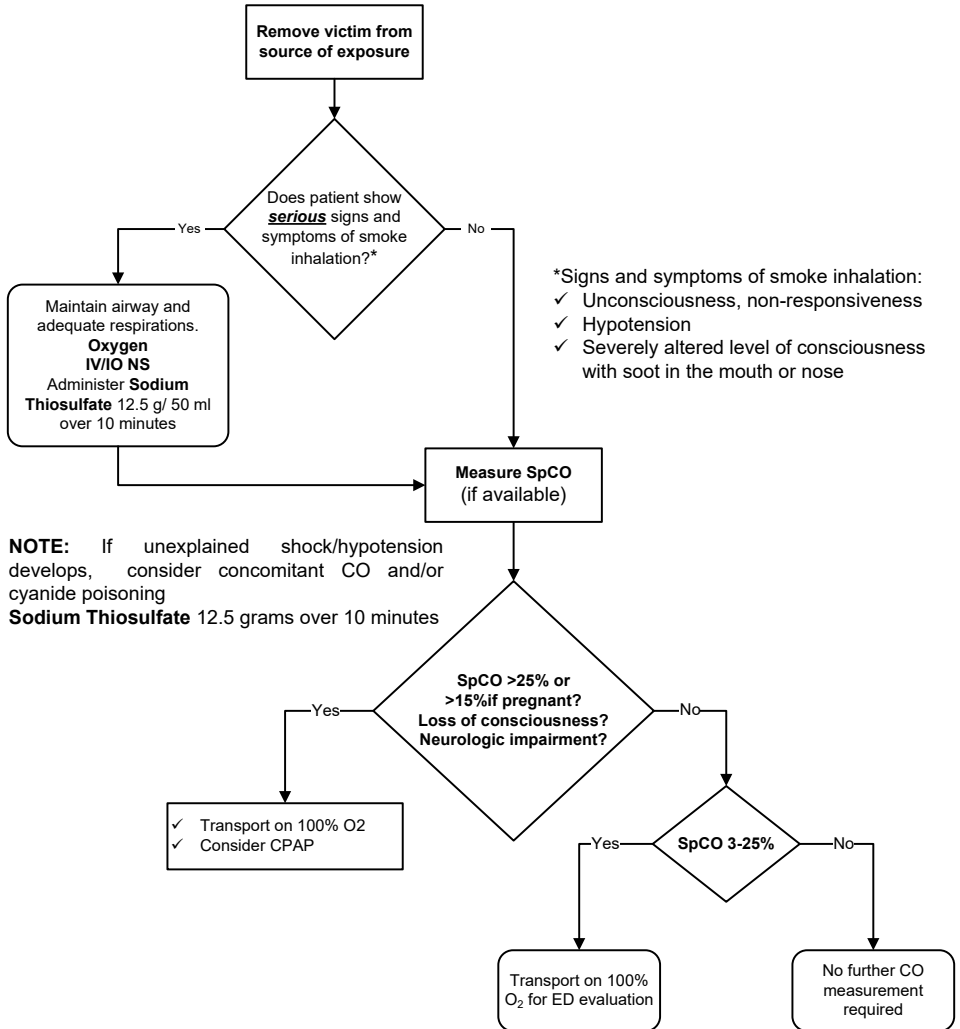 Remove victim from
source of exposure
Does patient show
serious signs and
symptoms of smoke
inhalation?*
Yes
No
Maintain airway and
adequate respirations.
Oxygen
IV/IO NS
Administer Sodium
Thiosulfate 12.5 g/ 50 ml
over 10 minutes
*Signs and symptoms of smoke inhalation:
✓ Unconsciousness, non-responsiveness
✓ Hypotension
✓ Severely altered level of consciousness
with soot in the mouth or nose
Measure SpCO
(if available)
NOTE: If unexplained shock/hypotension
develops, consider concomitant CO and/or
cyanide poisoning
Sodium Thiosulfate 12.5 grams over 10 minutes
SpCO >25% or
>15%if pregnant?
Loss of consciousness?
Neurologic impairment?
Yes
No
✓ Transport on 100% O2
✓ Consider CPAP
SpCO 3-25%
Yes
No
Transport on 100%
O₂ for ED evaluation
No further CO
measurement
required